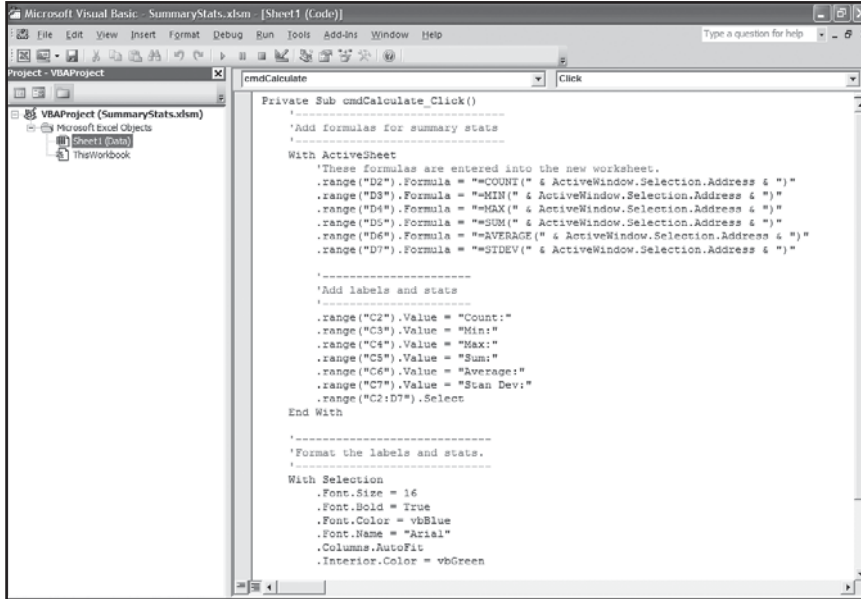 Microsoft Visual Basic - SummaryStats.xlsm - [Sheet1 (Code)]
File Edit View Insert Format Debug Run Tools Add-Ins Window Help
Type a question for help
Project - VBAProject
VBAProject (SummaryStats.xlsm)
Microsoft Excel Objects
Sheet1 (Data)
ThisWorkbook
cmdCalculate Click
Private Sub cmdCalculate_Click()
'---------------------------
'Add formulas for summary stats
'---------------------------
With ActiveSheet
'These formulas are entered into the new worksheet.
.range("D2").Formula = "=COUNT(" & ActiveWindow.Selection.Address & ")"
.range("D3").Formula = "=MIN(" & ActiveWindow.Selection.Address & ")"
.range("D4").Formula = "=MAX(" & ActiveWindow.Selection.Address & ")"
.range("D5").Formula = "=SUM(" & ActiveWindow.Selection.Address & ")"
.range("D6").Formula = "=AVERAGE(" & ActiveWindow.Selection.Address & ")"
.range("D7").Formula = "=STDEV(" & ActiveWindow.Selection.Address & ")"
'---------------------
'Add labels and stats
'---------------------
.range("C2").Value = "Count:"
.range("C3").Value = "Min:"
.range("C4").Value = "Max:"
.range("C5").Value = "Sum:"
.range("C6").Value = "Average:"
.range("C7").Value = "Stan Dev:"
.range("C2:D7").Select
End With
'----------------------------
'Format the labels and stats.
'----------------------------
With Selection
.Font.Size = 16
.Font.Bold = True
.Font.Color = vbBlue
.Font.Name = "Arial"
.Columns.AutoFit
.Interior.Color = vbGreen